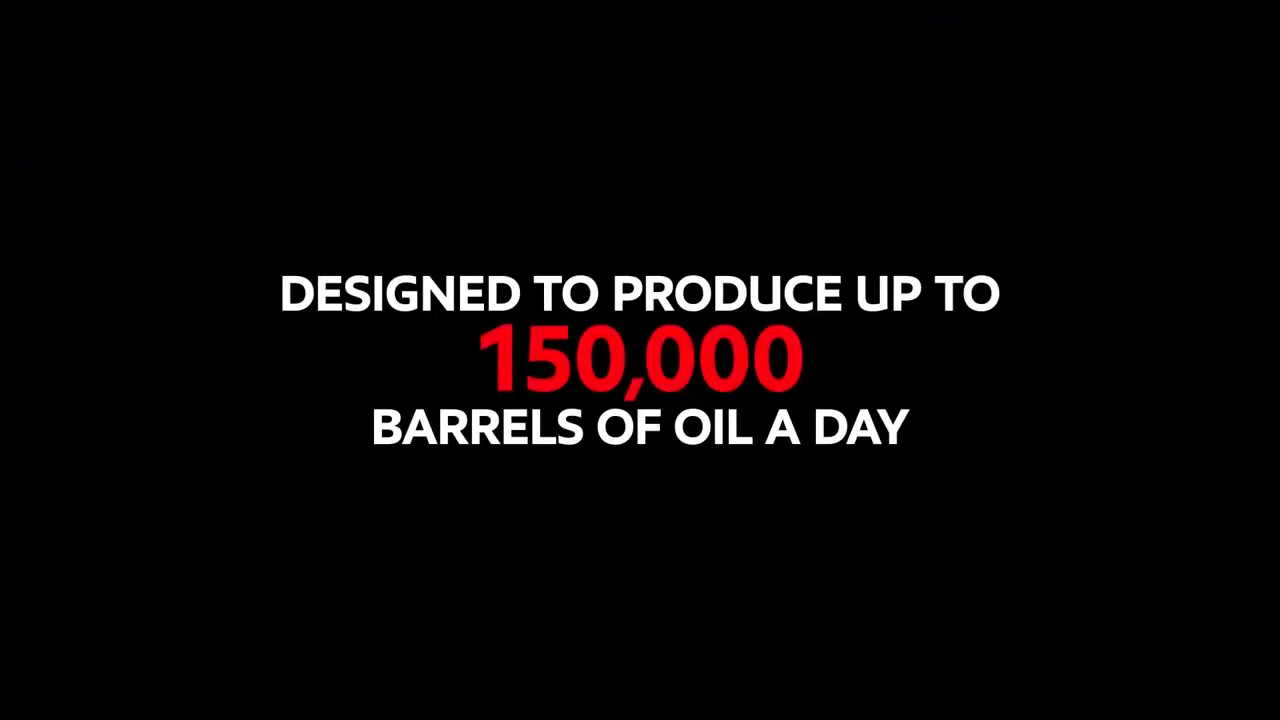 DESIGNED TO PRODUCE UP TO
150,000
BARRELS OF OIL A DAY